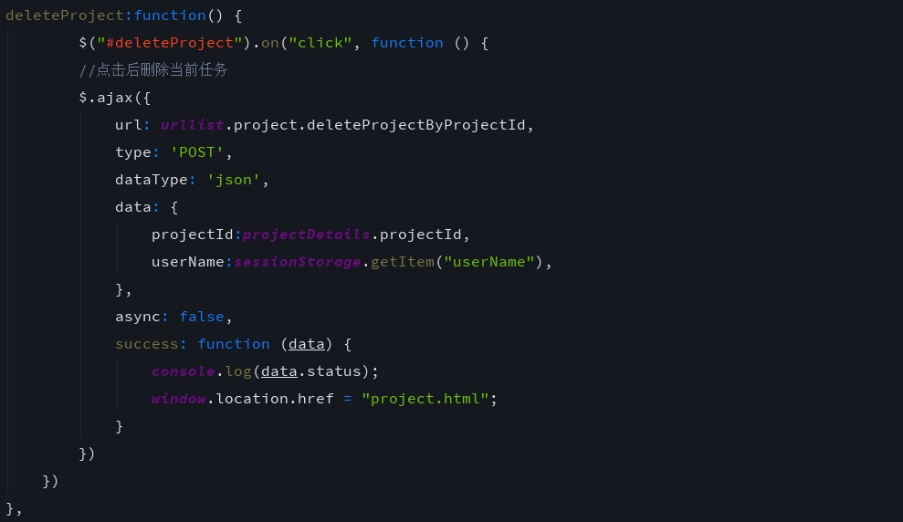 deleteProject:function() {
$("#deleteProject").on("click", function () {
//点击后删除当前任务
$.ajax({
url: urllist.project.deleteProjectByProjectId,
type: 'POST',
dataType: 'json',
data: {
projectId:projectDetails.projectId,
userName:sessionStorage.getItem("userName"),
},
async: false,
success: function (data) {
console.log(data.status);
window.location.href = "project.html";
}
})
})
},